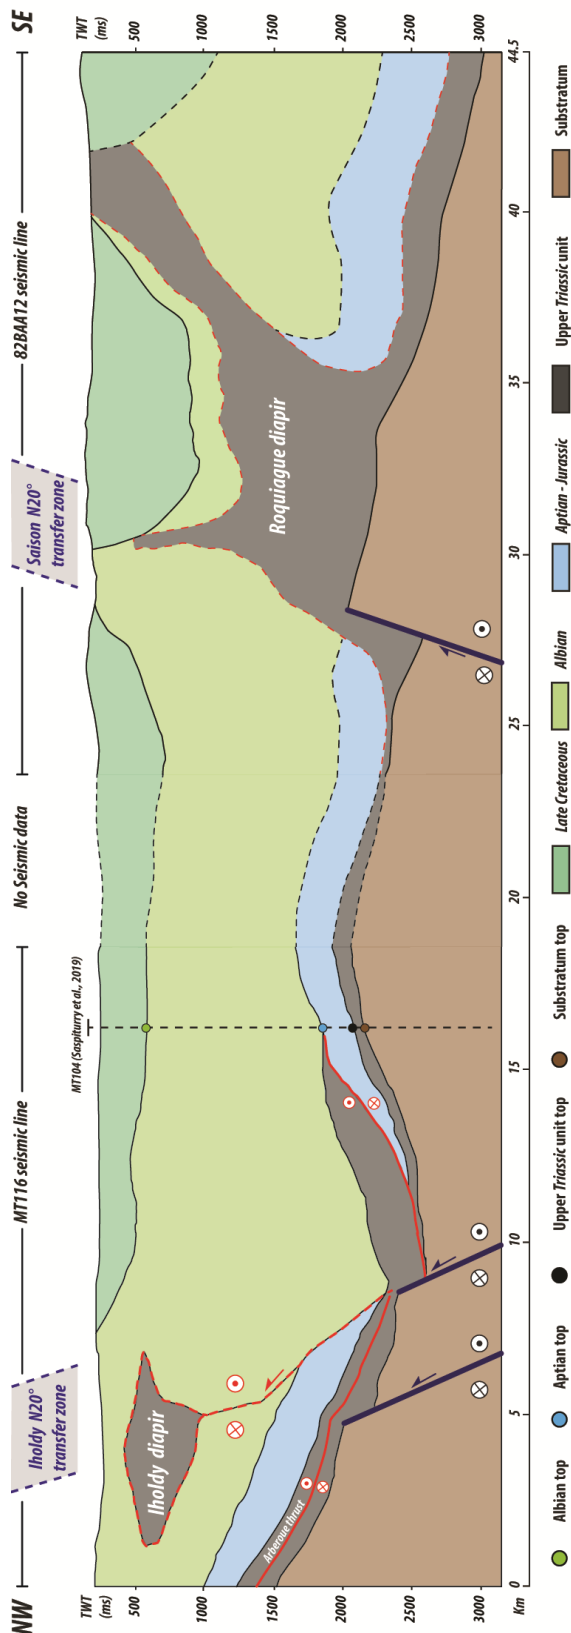 NW
SE
Iholdy N20°
transfer zone
Saison N20°
transfer zone
MT116 seismic line
No Seismic data
82BAA12 seismic line
MT104 (Saspiturry et al., 2019)
TWT
(ms)
500
1000
1500
2000
2500
3000
TWT
(ms)
500
1000
1500
2000
2500
3000
Iholdy diapir
Arberoue thrust
Roquiague diapir
Km
0
5
10
15
20
25
30
35
40
44.5
Albian top
Aptian top
Upper Triassic unit top
Substratum top
Late Cretaceous
Albian
Aptian - Jurassic
Upper Triassic unit
Substratum